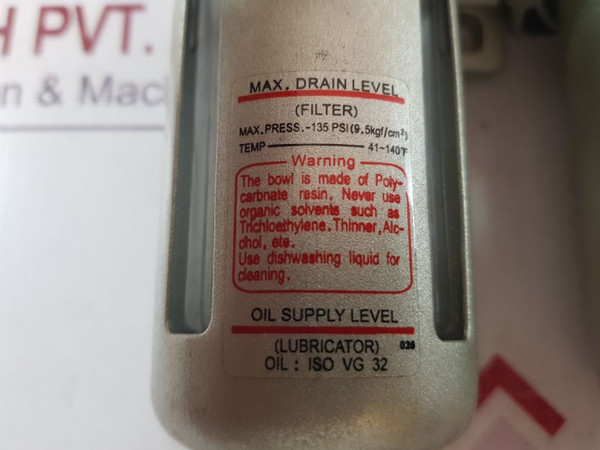 H PVT.
n & Mac
MAX. DRAIN LEVEL
(FILTER)
MAX.PRESS.-135 PSI(9.5kgf/cm²)
TEMP 41~140°F
Warning
The bowl is made of Poly-
carbnate resin. Never use
organic solvents such as
Trichloethylene.Thinner,Alc-
ohol, ete.
Use dishwashing liquid for
cleaning.
OIL SUPPLY LEVEL
(LUBRICATOR)
OIL : ISO VG 32